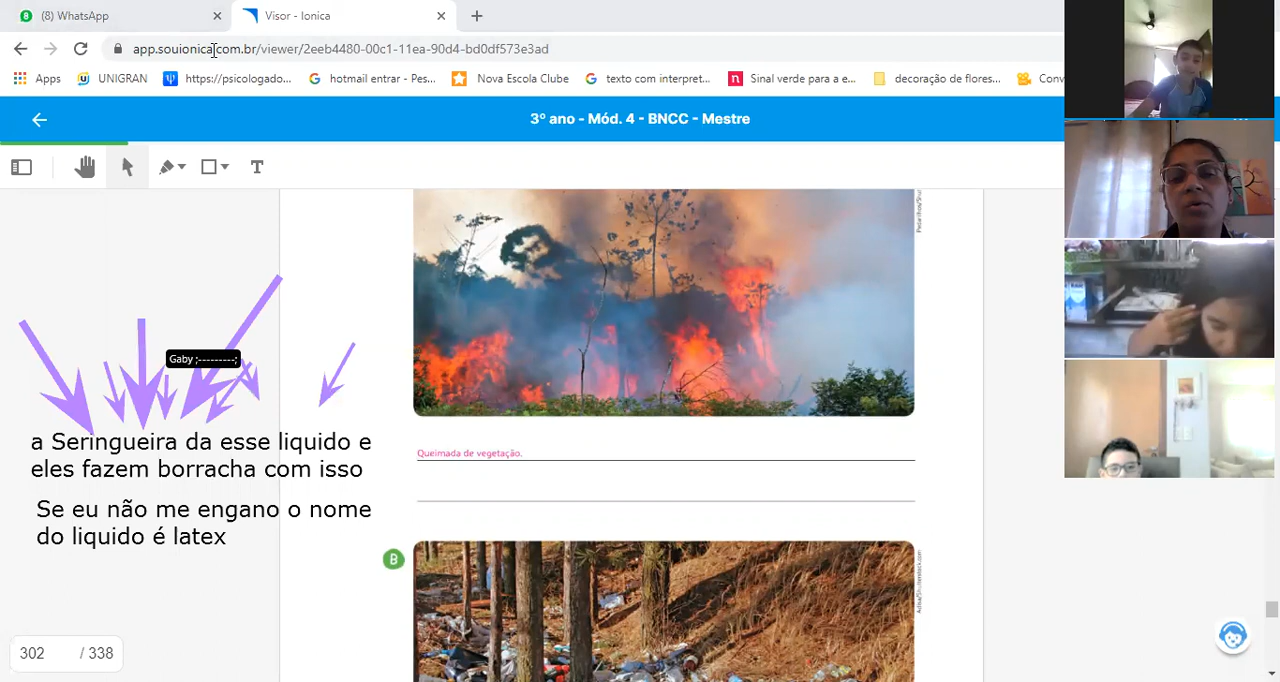 (8) WhatsApp
Visor - Ionica
app.souionica.com.br/viewer/2eeb4480-00c1-11ea-90d4-bd0df573e3ad
Apps
UNIGRAN
https://psicologado...
hotmail entrar - Pes...
Nova Escola Clube
texto com interpret...
Sinal verde para a e...
decoração de flores...
Conv
3º ano - Mód. 4 - BNCC - Mestre
T
Gaby ;---------;
a Seringueira da esse liquido e
eles fazem borracha com isso
Se eu não me engano o nome
do liquido é latex
Queimada de vegetação.
B
302 / 338